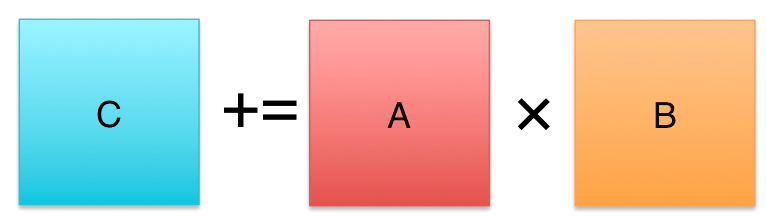 C += A × B